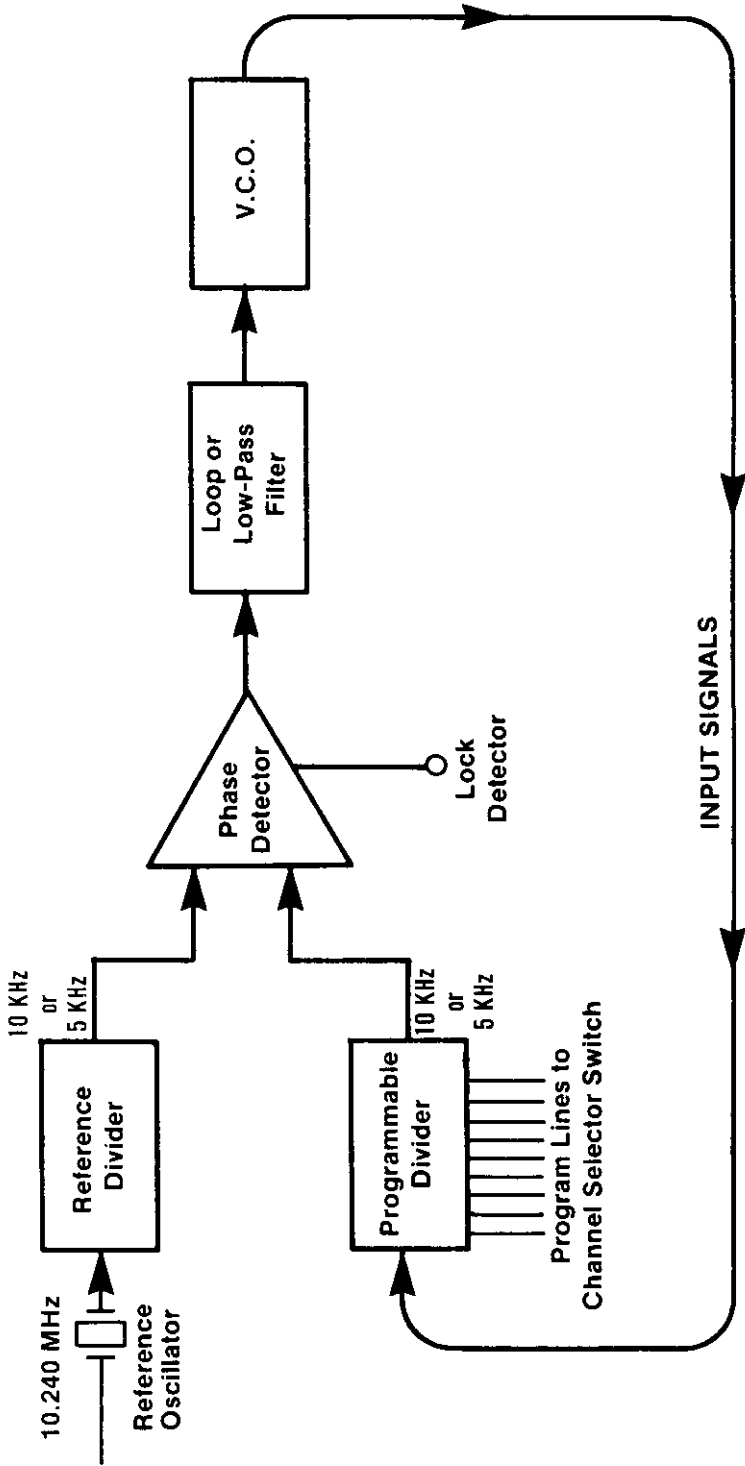 10.240 MHz
Reference
Oscillator
Reference
Divider
10 KHz
or
5 KHz
Programmable
Divider
10 KHz
or
5 KHz
Program Lines to
Channel Selector Switch
Phase
Detector
Lock
Detector
Loop or
Low-Pass
Filter
V.C.O.
INPUT SIGNALS